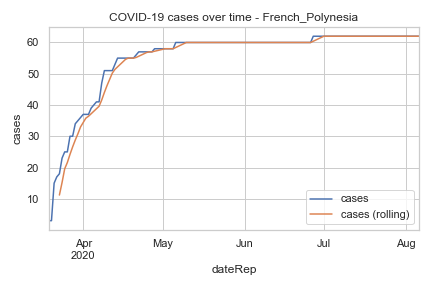 COVID-19 cases over time - French_Polynesia
cases
60
50
40
30
20
10
Apr
2020
May
Jun
Jul
Aug
dateRep
cases
cases (rolling)